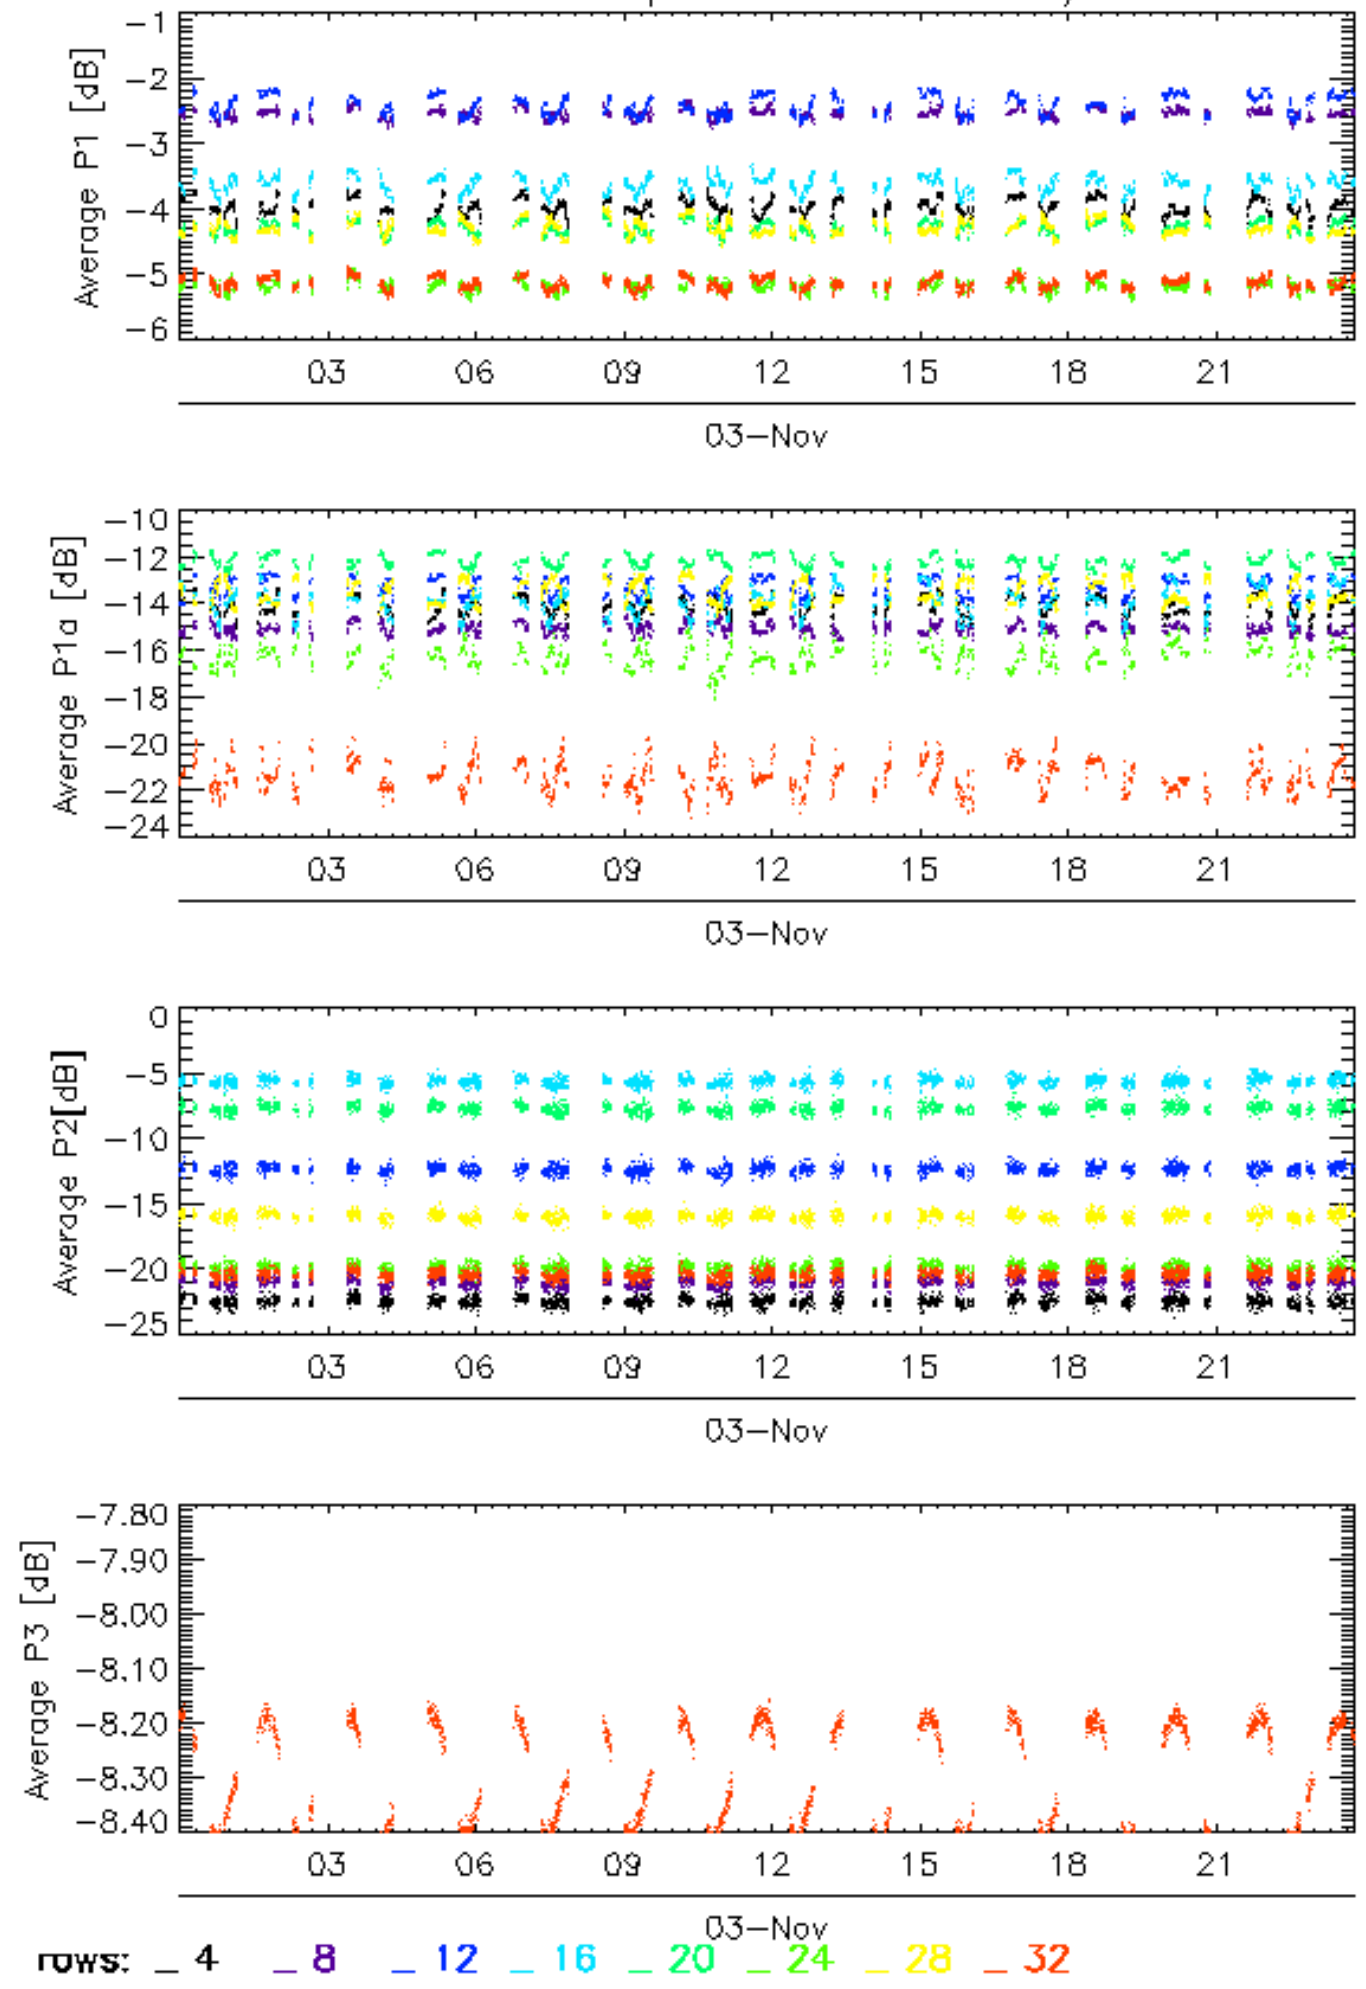 Average P1 [dB]
−1
−2
−3
−4
−5
−6
03 06 09 12 15 18 21
03−Nov
Average P1a [dB]
−10
−12
−14
−16
−18
−20
−22
−24
03 06 09 12 15 18 21
03−Nov
Average P2[dB]
0
−5
−10
−15
−20
−25
03 06 09 12 15 18 21
03−Nov
Average P3 [dB]
−7.80
−7.90
−8.00
−8.10
−8.20
−8.30
−8.40
03 06 09 12 15 18 21
03−Nov
rows: _ 4 _ 8 _ 12 _ 16 _ 20 _ 24 _ 28 _ 32